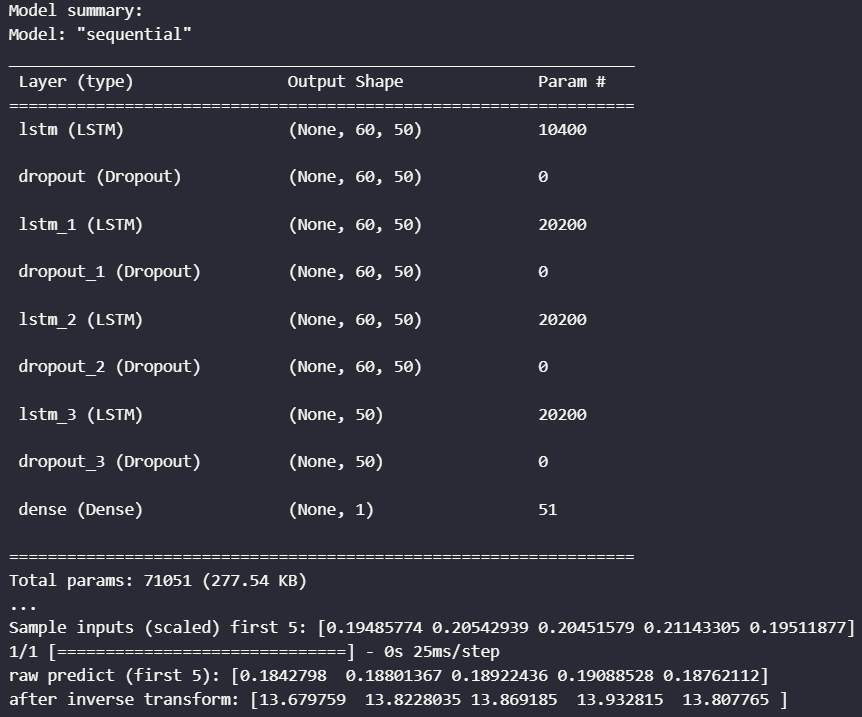 Model summary:
Model: "sequential"
_________________________________________________________________
Layer (type) Output Shape Param #
=================================================================
lstm (LSTM) (None, 60, 50) 10400
dropout (Dropout) (None, 60, 50) 0
lstm_1 (LSTM) (None, 60, 50) 20200
dropout_1 (Dropout) (None, 60, 50) 0
lstm_2 (LSTM) (None, 60, 50) 20200
dropout_2 (Dropout) (None, 60, 50) 0
lstm_3 (LSTM) (None, 50) 20200
dropout_3 (Dropout) (None, 50) 0
dense (Dense) (None, 1) 51
=================================================================
Total params: 71051 (277.54 KB)
...
Sample inputs (scaled) first 5: [0.19485774 0.20542939 0.20451579 0.21143305 0.19511877]
1/1 [==============================] - 0s 25ms/step
raw predict (first 5): [0.1842798  0.18801367 0.18922436 0.19088528 0.18762112]
after inverse transform: [13.679759  13.8228035 13.869185  13.932815  13.807765 ]